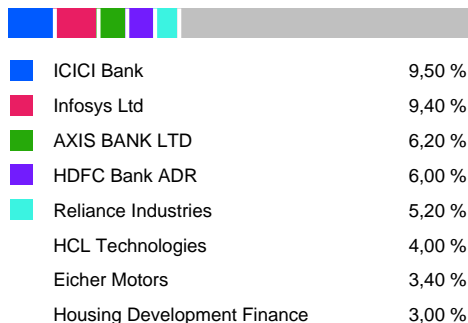 ICICI Bank 9,50 %
Infosys Ltd 9,40 %
AXIS BANK LTD 6,20 %
HDFC Bank ADR 6,00 %
Reliance Industries 5,20 %
HCL Technologies 4,00 %
Eicher Motors 3,40 %
Housing Development Finance 3,00 %